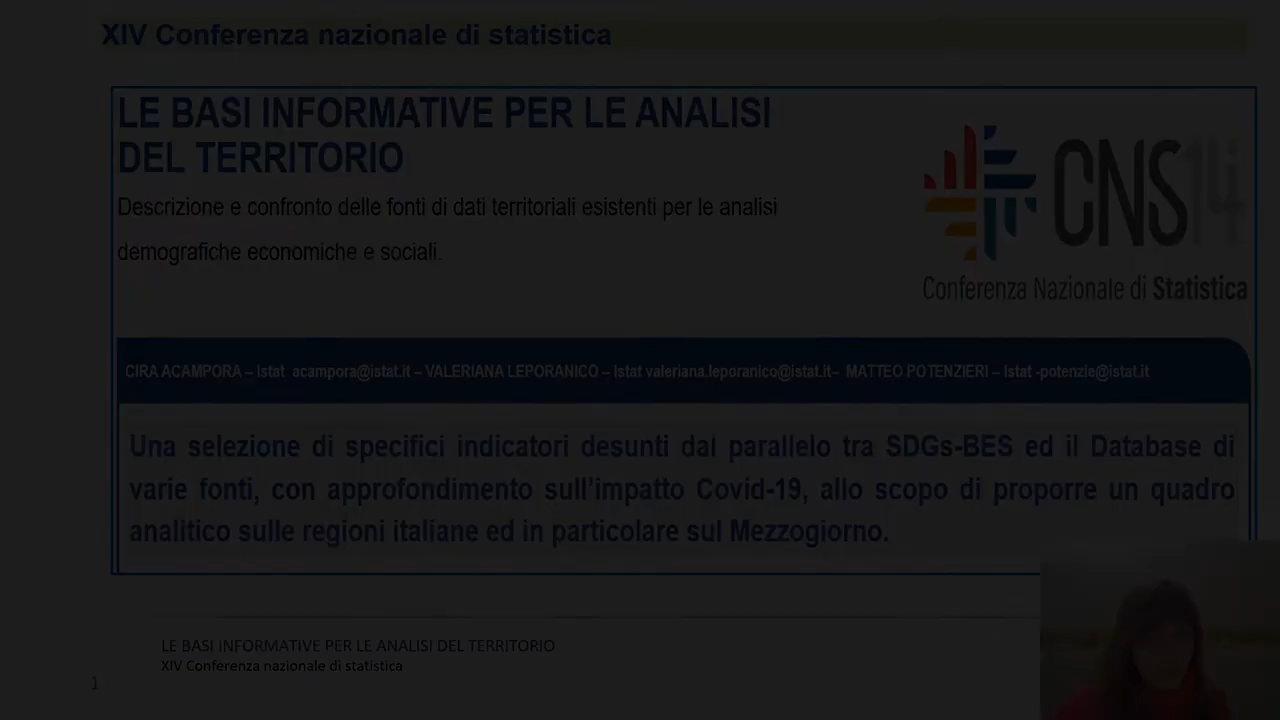 XIV Conferenza nazionale di statistica
LE BASI INFORMATIVE PER LE ANALISI
DEL TERRITORIO
Descrizione e confronto delle fonti di dati territoriali esistenti per le analisi
demografiche economiche e sociali.
CNS14
Conferenza Nazionale di Statistica
CIRA ACAMPORA – Istat acampora@istat.it – VALERIANA LEPORANICO – Istat valeriana.leporanico@istat.it– MATTEO POTENZIERI – Istat -potenzie@istat.it
Una selezione di specifici indicatori desunti dal parallelo tra SDGs-BES ed il Database di
varie fonti, con approfondimento sull’impatto Covid-19, allo scopo di proporre un quadro
analitico sulle regioni italiane ed in particolare sul Mezzogiorno.
LE BASI INFORMATIVE PER LE ANALISI DEL TERRITORIO
XIV Conferenza nazionale di statistica
1